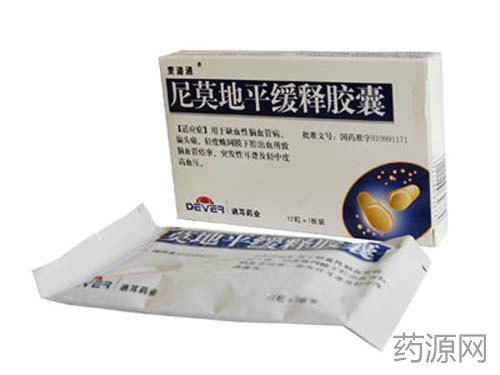 麦道通®
尼莫地平缓释胶囊
【适应症】用于缺血性脑血管病、
偏头痛、轻度蛛网膜下腔出血所致
脑血管痉挛，突发性耳聋及轻中度
高血压。
批准文号：国药准字H19991171
DEVER 迪耳药业
12粒×1板装
尼莫地平缓释胶囊
DEVER 迪耳药业
药源网